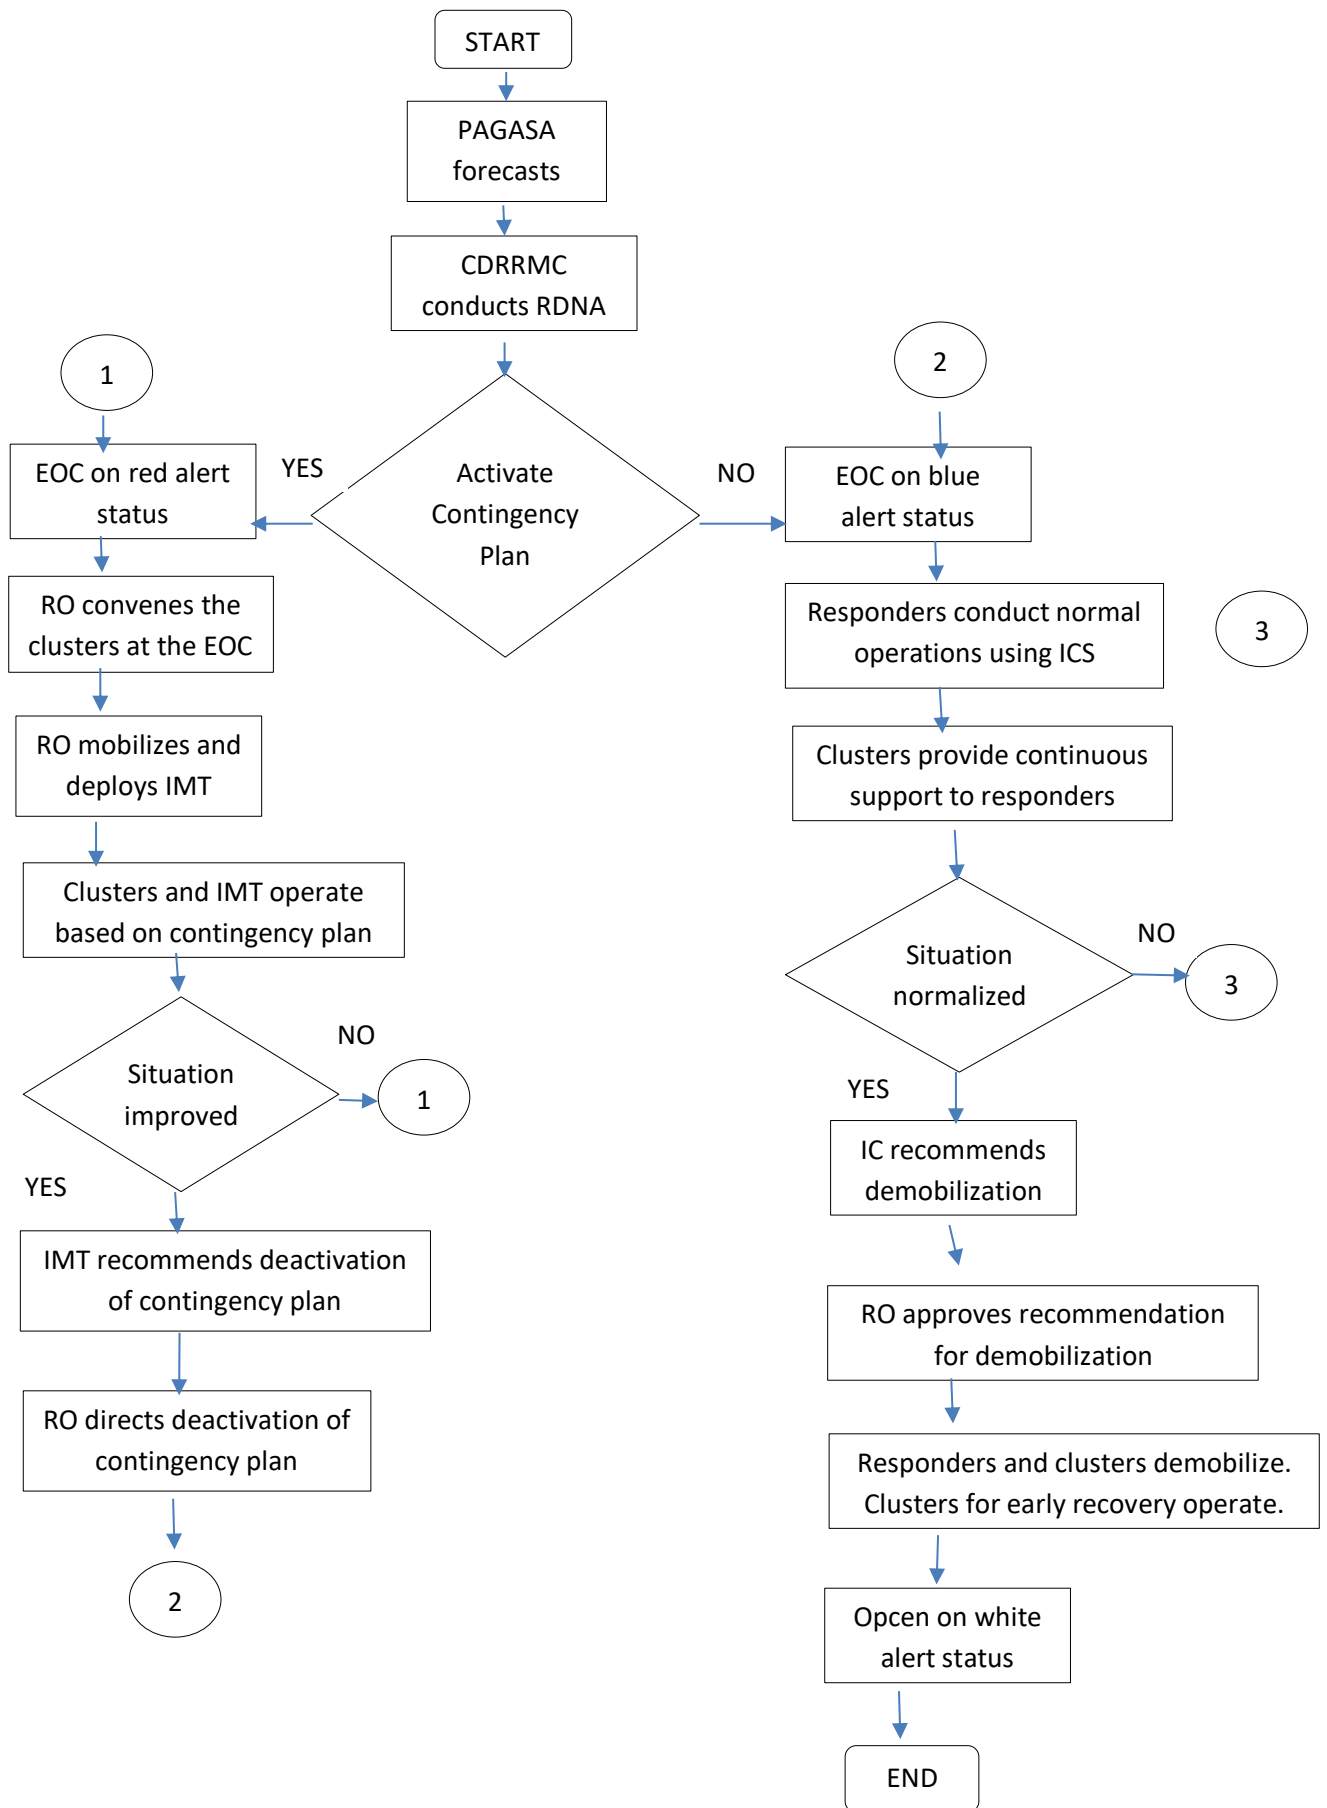 START
PAGASA
forecasts
CDRRMC
conducts RDNA
Activate
Contingency
Plan
YES
NO
1
EOC on red alert
status
RO convenes the
clusters at the EOC
RO mobilizes and
deploys IMT
Clusters and IMT operate
based on contingency plan
Situation
improved
NO
1
YES
IMT recommends deactivation
of contingency plan
RO directs deactivation of
contingency plan
2
2
EOC on blue
alert status
Responders conduct normal
operations using ICS
3
Clusters provide continuous
support to responders
Situation
normalized
NO
3
YES
IC recommends
demobilization
RO approves recommendation
for demobilization
Responders and clusters demobilize.
Clusters for early recovery operate.
Opcen on white
alert status
END